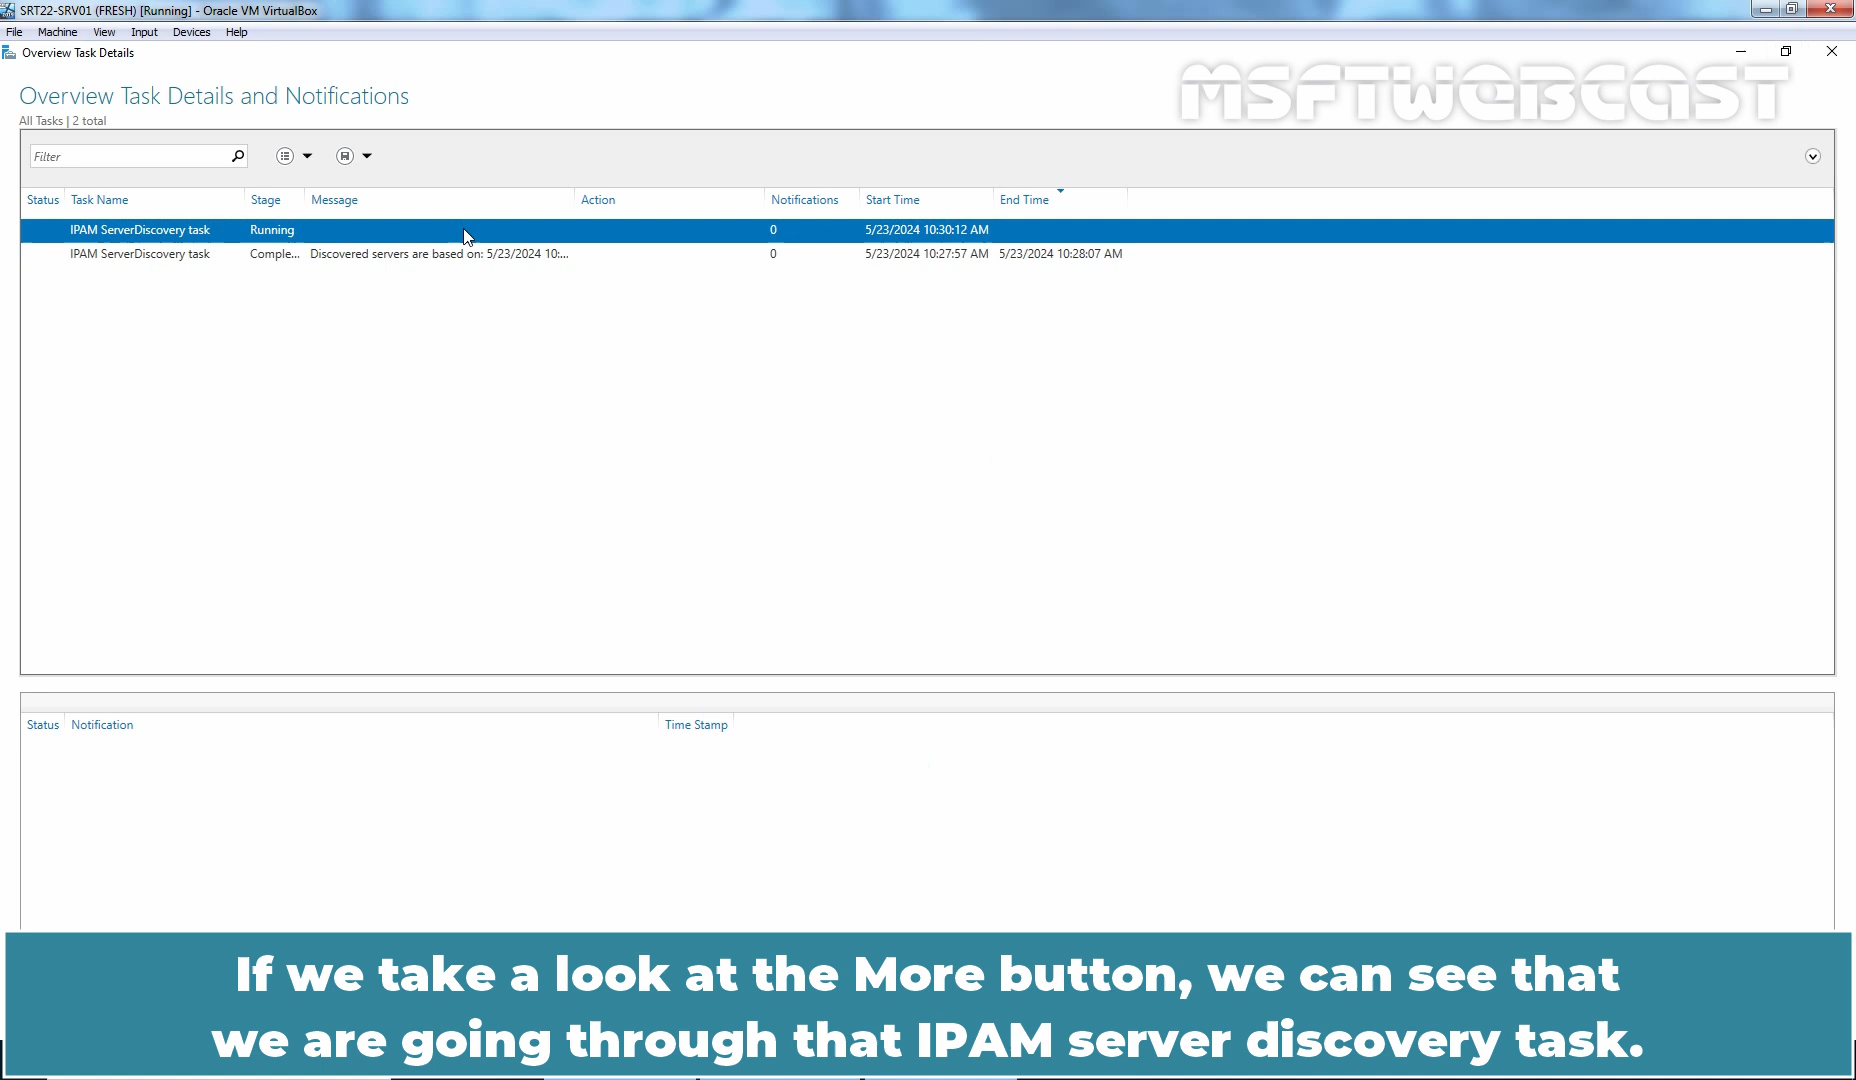 SRT22-SRV01 (FRESH) [Running] - Oracle VM VirtualBox
File Machine View Input Devices Help
Overview Task Details
Overview Task Details and Notifications
MSFTWEBCAST
All Tasks | 2 total
Filter
Status Task Name Stage Message Action Notifications Start Time End Time
IPAM ServerDiscovery task Running 0 5/23/2024 10:30:12 AM
IPAM ServerDiscovery task Comple... Discovered servers are based on: 5/23/2024 10:... 0 5/23/2024 10:27:57 AM 5/23/2024 10:28:07 AM
Status Notification Time Stamp
If we take a look at the More button, we can see that
we are going through that IPAM server discovery task.